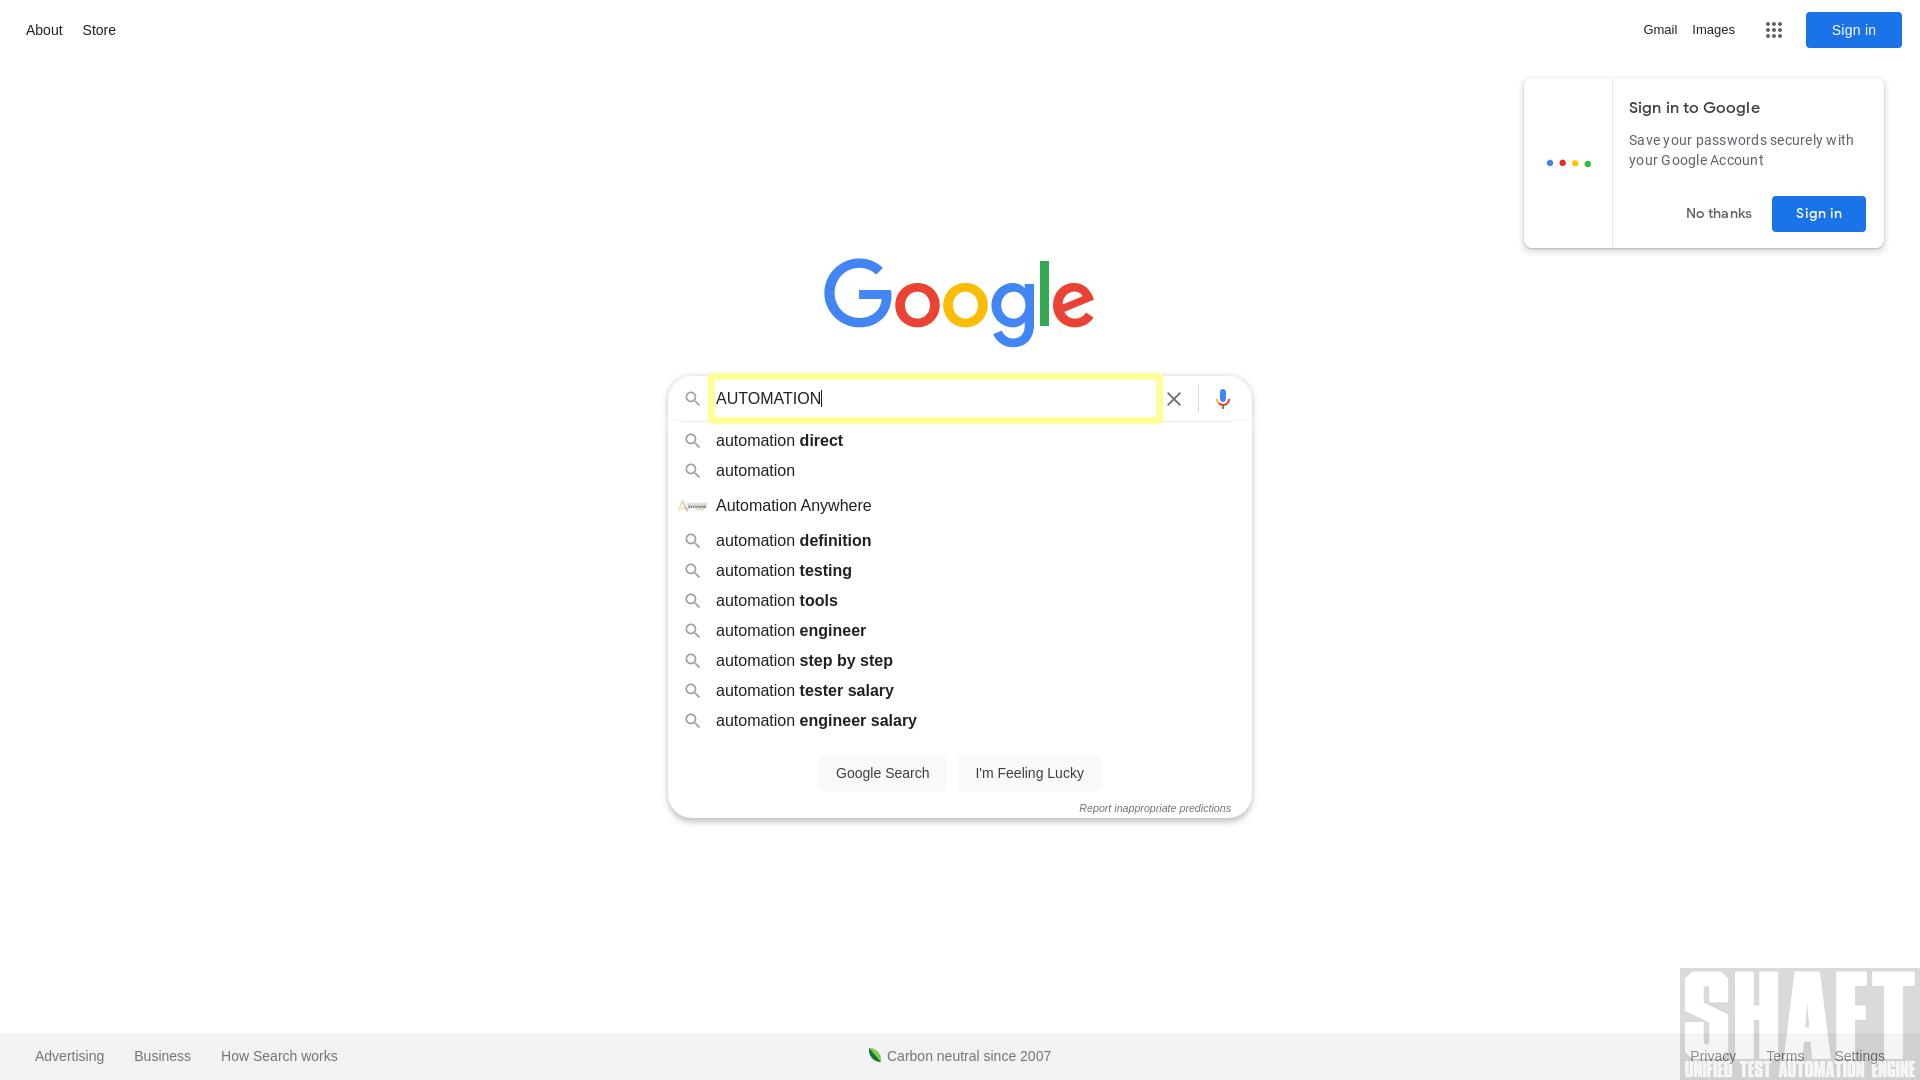 About Store
Gmail Images Sign in
Sign in to Google
Save your passwords securely with
your Google Account
No thanks Sign in
Google
AUTOMATION
automation direct
automation
Automation Anywhere
automation definition
automation testing
automation tools
automation engineer
automation step by step
automation tester salary
automation engineer salary
Google Search I'm Feeling Lucky
Report inappropriate predictions
SHAFT
Advertising Business How Search works Carbon neutral since 2007 Privacy Terms Settings
UNIFIED TEST AUTOMATION ENGINE